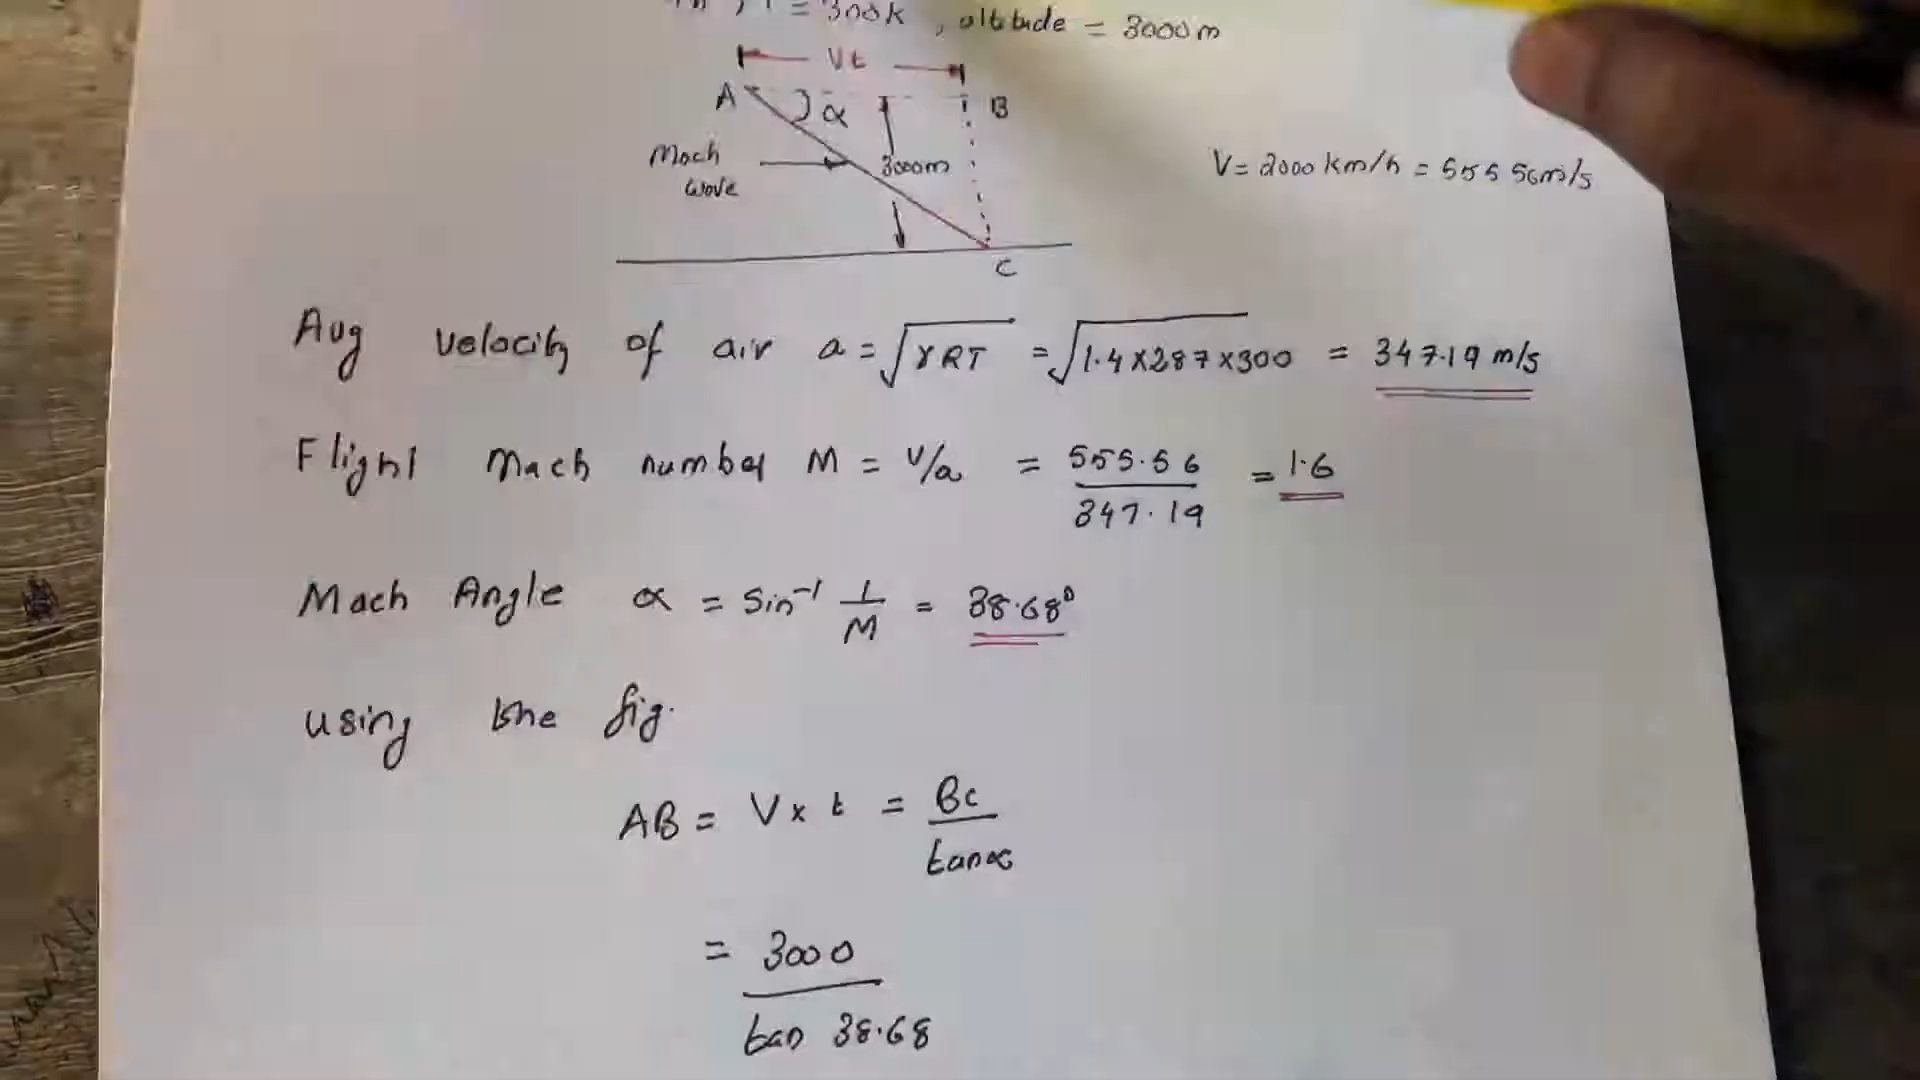 = 300k , altitude = 3000m
Vt
A α B
Mach
wave
3000m
V= 2000 km/h = 555 56m/s
C
Avg velocity of air a = √γRT = √1.4×287×300 = 347.19 m/s
Flight Mach number M = V/a = 555.56 / 347.19 = 1.6
Mach Angle α = Sin⁻¹ 1/M = 38.68°
using the fig.
AB = V× t = BC / tanα
= 3000 / tan 38.68